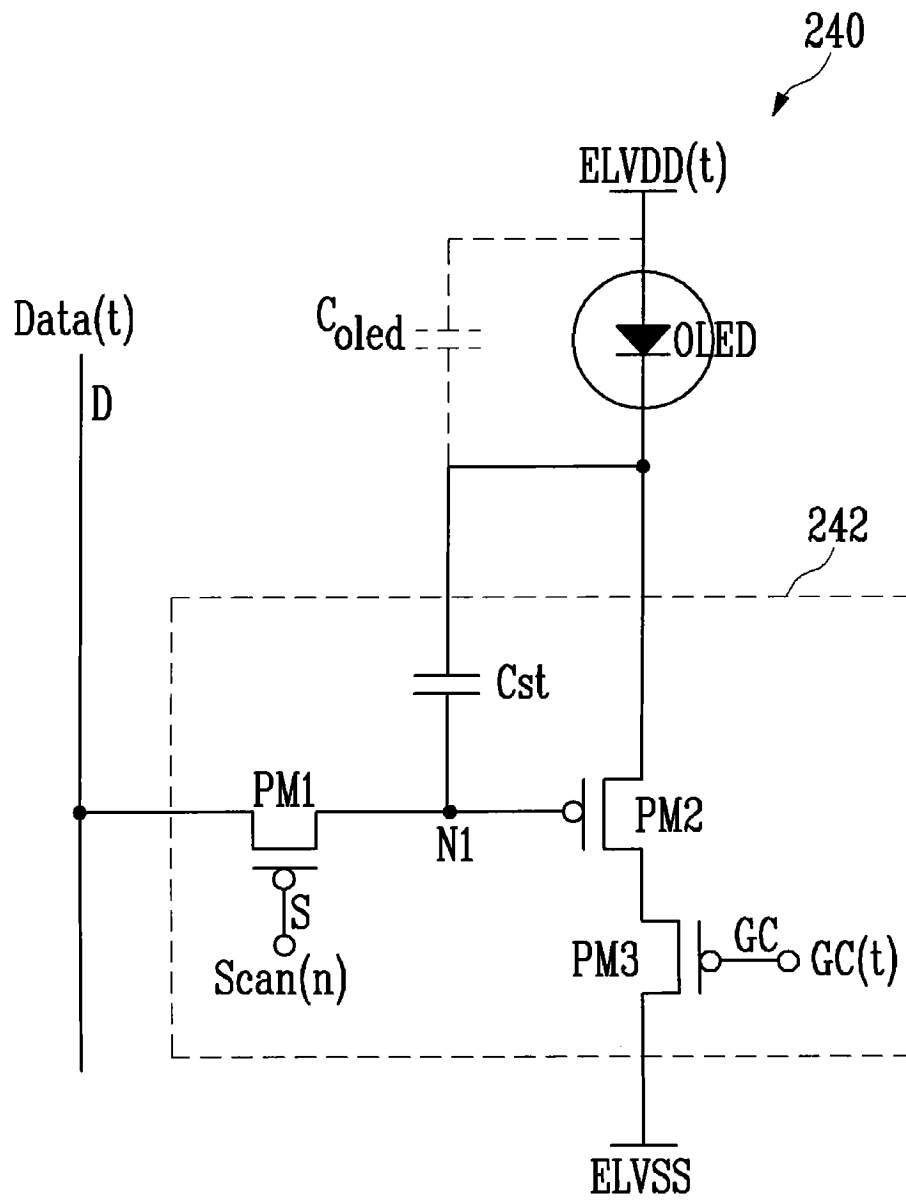 240
ELVDD(t)
Data(t)
Coled
OLED
D
242
Cst
PM1
PM2
N1
S
Scan(n)
PM3
GC
GC(t)
ELVSS